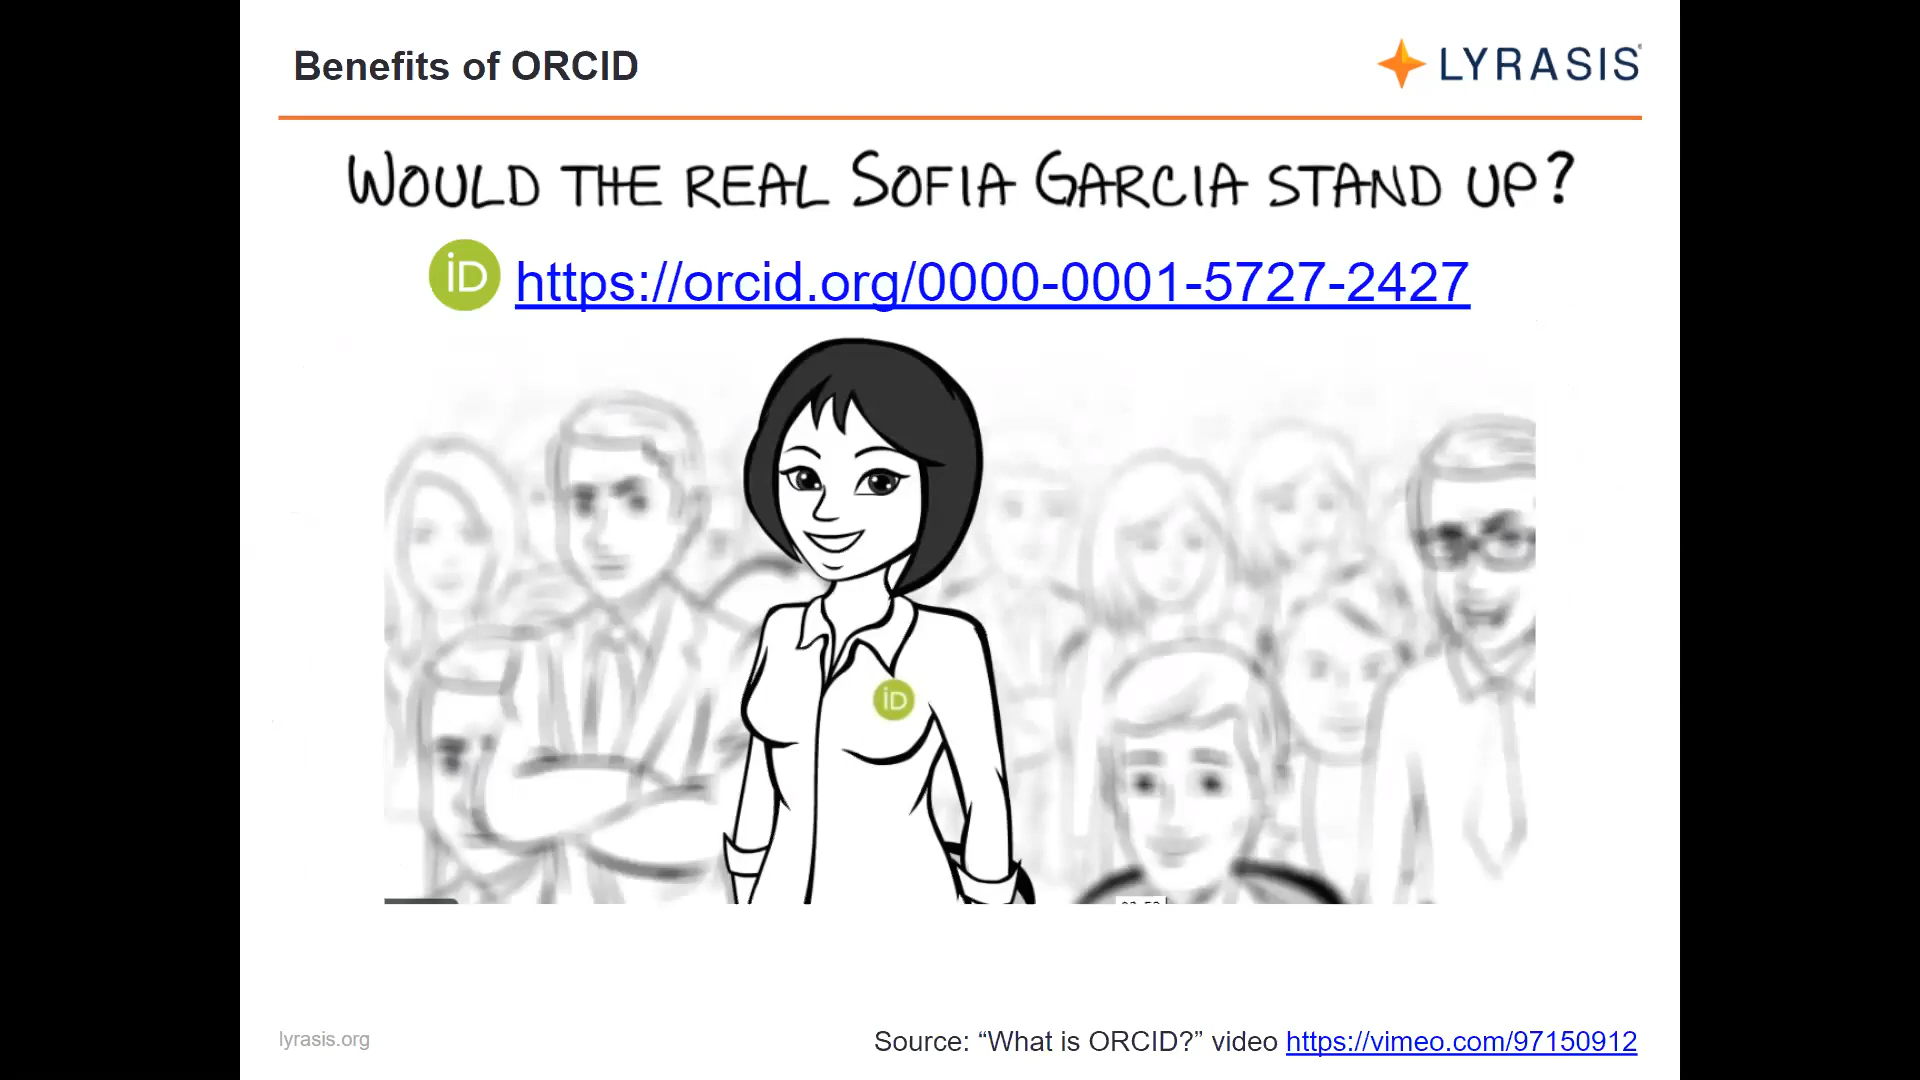 Benefits of ORCID
LYRASIS
WOULD THE REAL SOFIA GARCIA STAND UP?
iD https://orcid.org/0000-0001-5727-2427
iD
lyrasis.org
Source: “What is ORCID?” video https://vimeo.com/97150912